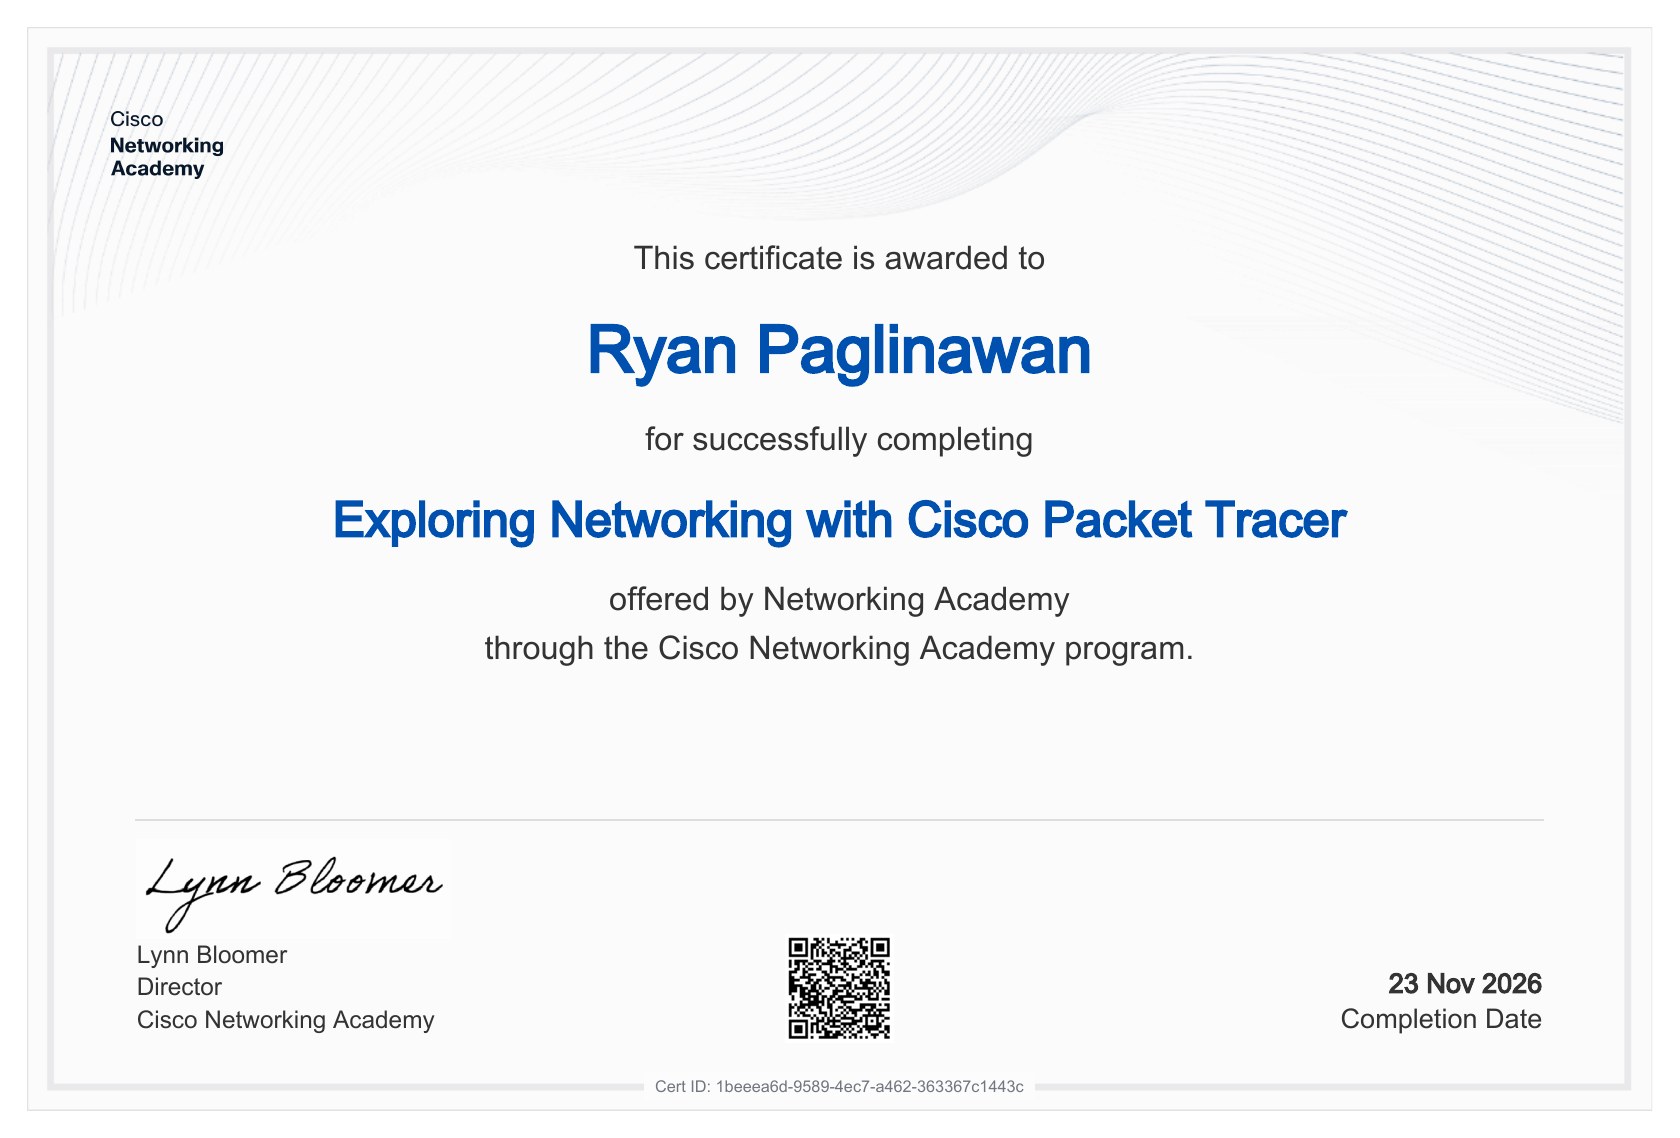 Cisco
Networking
Academy
This certificate is awarded to
Ryan Paglinawan
for successfully completing
Exploring Networking with Cisco Packet Tracer
offered by Networking Academy
through the Cisco Networking Academy program.
Lynn Bloomer
Lynn Bloomer
Director
Cisco Networking Academy
23 Nov 2026
Completion Date
Cert ID: 1beeea6d-9589-4ec7-a462-363367c1443c